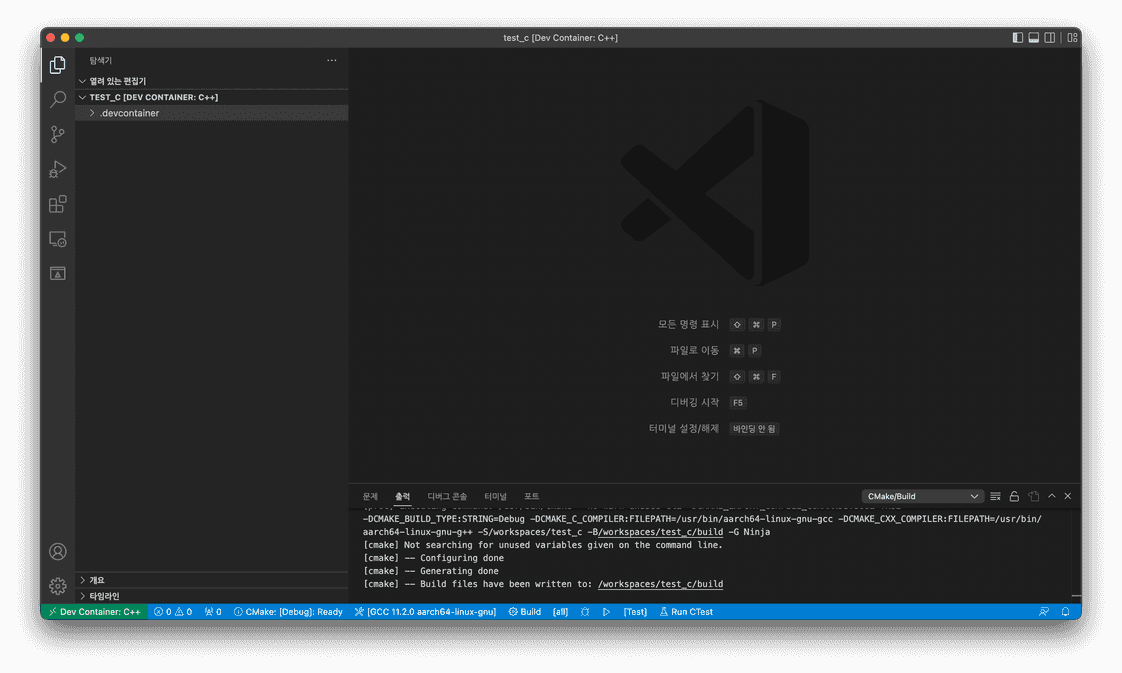 test_c [Dev Container: C++]
탐색기
열려 있는 편집기
TEST_C [DEV CONTAINER: C++]
.devcontainer
모든 명령 표시 ⇧ ⌘ P
파일로 이동 ⌘ P
파일에서 찾기 ⇧ ⌘ F
디버깅 시작 F5
터미널 설정/해제 바인딩 안 됨
문제 출력 디버그 콘솔 터미널 포트 CMake/Build
-DCMAKE_BUILD_TYPE:STRING=Debug -DCMAKE_C_COMPILER:FILEPATH=/usr/bin/aarch64-linux-gnu-gcc -DCMAKE_CXX_COMPILER:FILEPATH=/usr/bin/
aarch64-linux-gnu-g++ -S/workspaces/test_c -B/workspaces/test_c/build -G Ninja
[cmake] Not searching for unused variables given on the command line.
[cmake] -- Configuring done
[cmake] -- Generating done
[cmake] -- Build files have been written to: /workspaces/test_c/build
개요
타임라인
Dev Container: C++ 0 0 0 CMake: [Debug]: Ready [GCC 11.2.0 aarch64-linux-gnu] Build [all] [Test] Run CTest